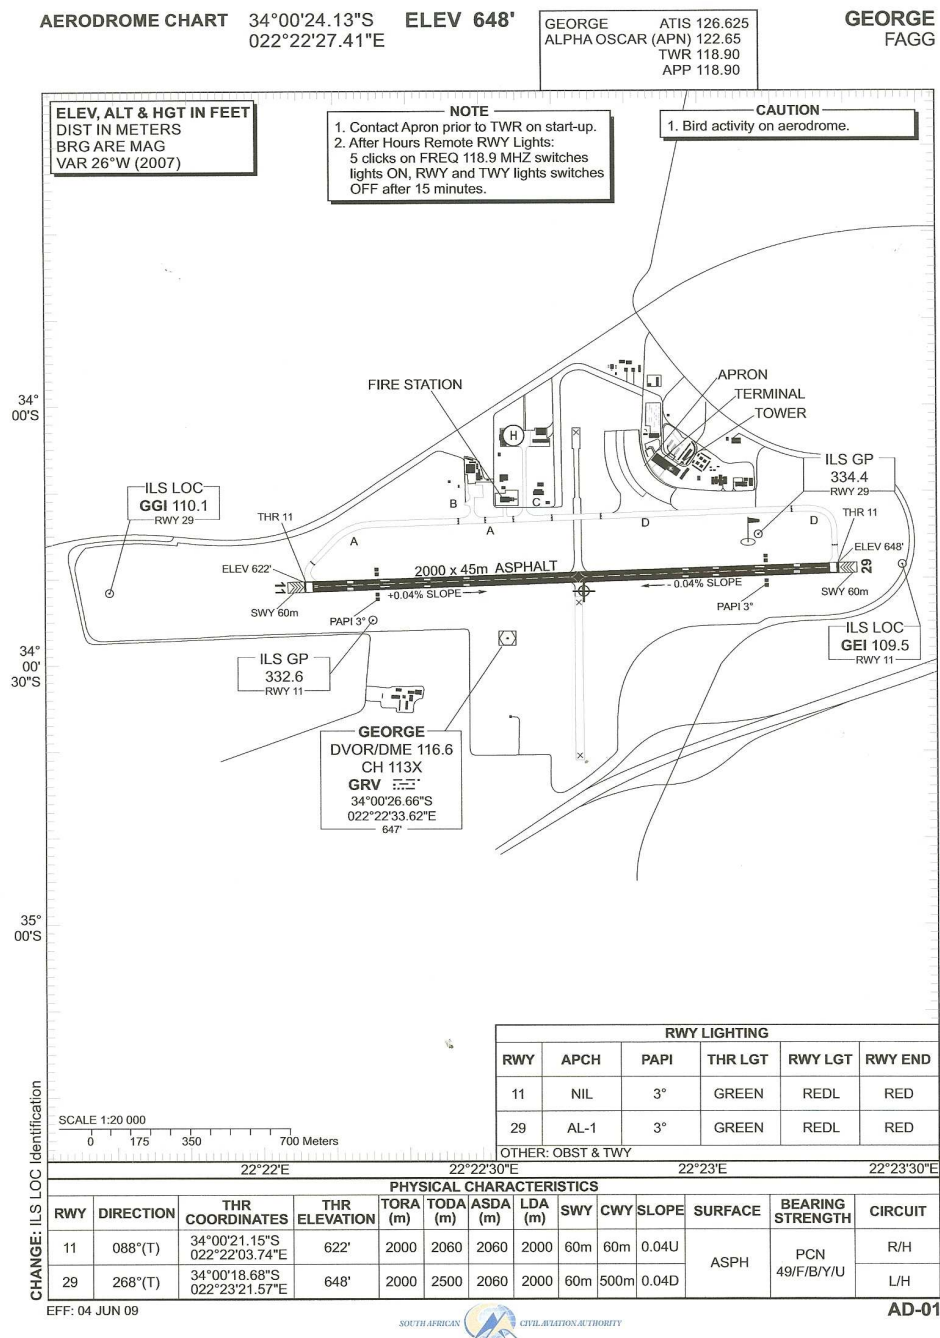 AERODROME CHART 34°00'24.13"S ELEV 648'
022°22'27.41"E
GEORGE ATIS 126.625
ALPHA OSCAR (APN) 122.65
TWR 118.90
APP 118.90
GEORGE
FAGG
ELEV, ALT & HGT IN FEET
DIST IN METERS
BRG ARE MAG
VAR 26°W (2007)
NOTE
1. Contact Apron prior to TWR on start-up.
2. After Hours Remote RWY Lights:
5 clicks on FREQ 118.9 MHZ switches
lights ON, RWY and TWY lights switches
OFF after 15 minutes.
CAUTION
1. Bird activity on aerodrome.
34°
00'S
FIRE STATION
APRON
TERMINAL
TOWER
H
ILS GP
334.4
RWY 29
ILS LOC
GGI 110.1
RWY 29
THR 11
B
C
A
A
D
D
THR 11
ELEV 648'
ELEV 622'
2000 x 45m ASPHALT
11
29
SWY 60m
+0.04% SLOPE
- 0.04% SLOPE
SWY 60m
PAPI 3°
PAPI 3°
ILS LOC
GEI 109.5
RWY 11
34°
00'
30"S
ILS GP
332.6
RWY 11
GEORGE
DVOR/DME 116.6
CH 113X
GRV
34°00'26.66"S
022°22'33.62"E
647'
35°
00'S
RWY LIGHTING
RWY APCH PAPI THR LGT RWY LGT RWY END
11 NIL 3° GREEN REDL RED
29 AL-1 3° GREEN REDL RED
OTHER: OBST & TWY
SCALE 1:20 000
0 175 350 700 Meters
22°22'E 22°22'30"E 22°23'E 22°23'30"E
PHYSICAL CHARACTERISTICS
RWY DIRECTION THR COORDINATES THR ELEVATION TORA (m) TODA (m) ASDA (m) LDA (m) SWY CWY SLOPE SURFACE BEARING STRENGTH CIRCUIT
11 088°(T) 34°00'21.15"S 022°22'03.74"E 622' 2000 2060 2060 2000 60m 60m 0.04U ASPH PCN 49/F/B/Y/U R/H
29 268°(T) 34°00'18.68"S 022°23'21.57"E 648' 2000 2500 2060 2000 60m 500m 0.04D L/H
CHANGE: ILS LOC Identification
EFF: 04 JUN 09
AD-01
SOUTH AFRICAN CIVIL AVIATION AUTHORITY